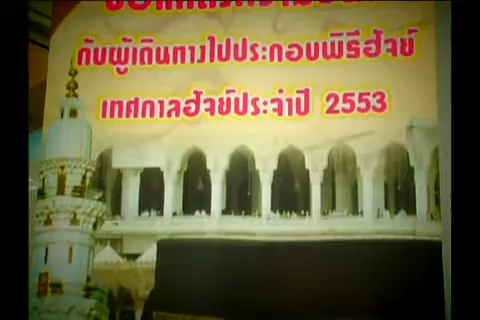 กับผู้เดินทางไปประกอบพิธีฮัจย์
เทศกาลฮัจย์ประจำปี 2553